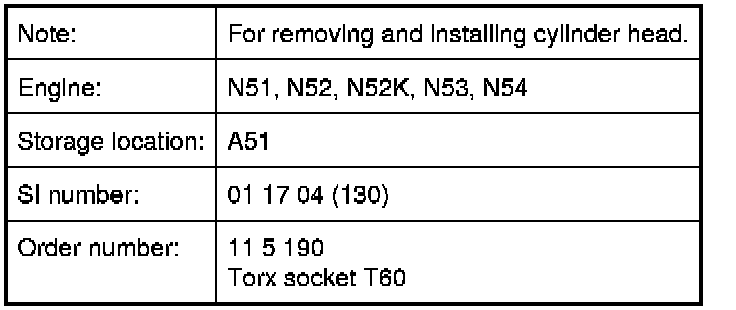 Note: For removing and installing cylinder head.
Engine: N51, N52, N52K, N53, N54
Storage location: A51
SI number: 01 17 04 (130)
Order number: 11 5 190
Torx socket T60